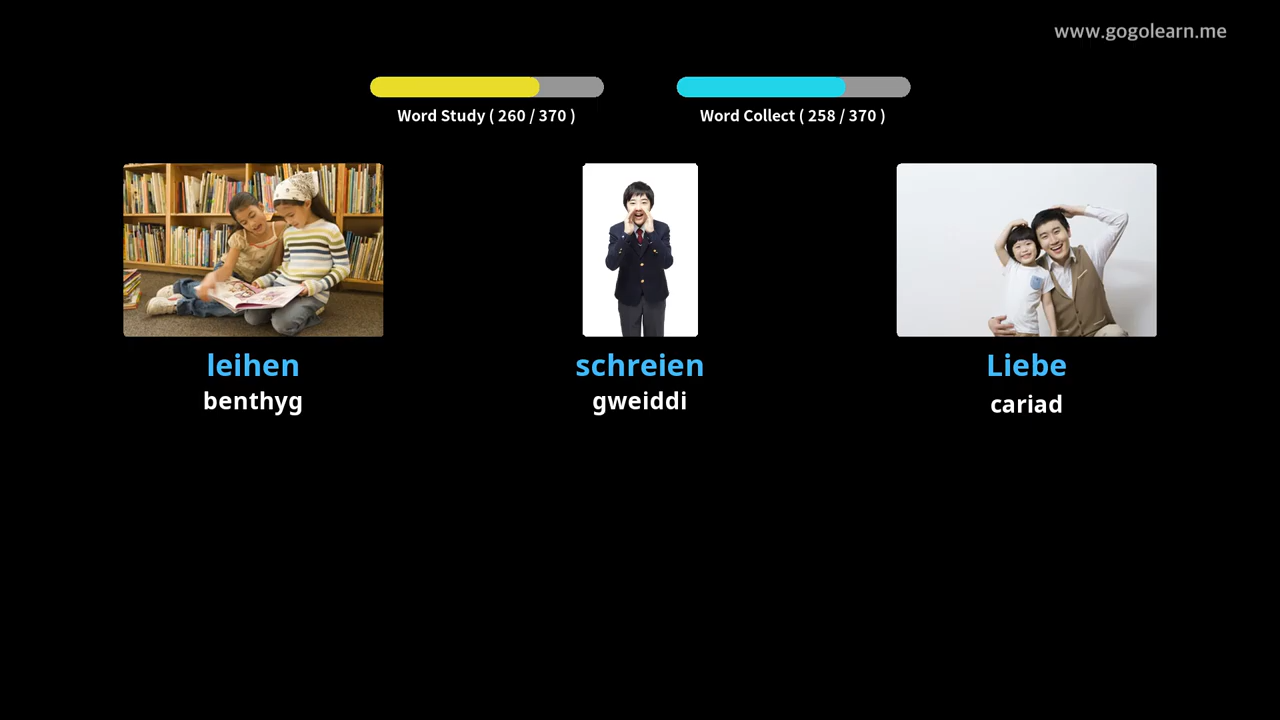 www.gogolearn.me
Word Study ( 260 / 370 )
Word Collect ( 258 / 370 )
leihen
benthyg
schreien
gweiddi
Liebe
cariad